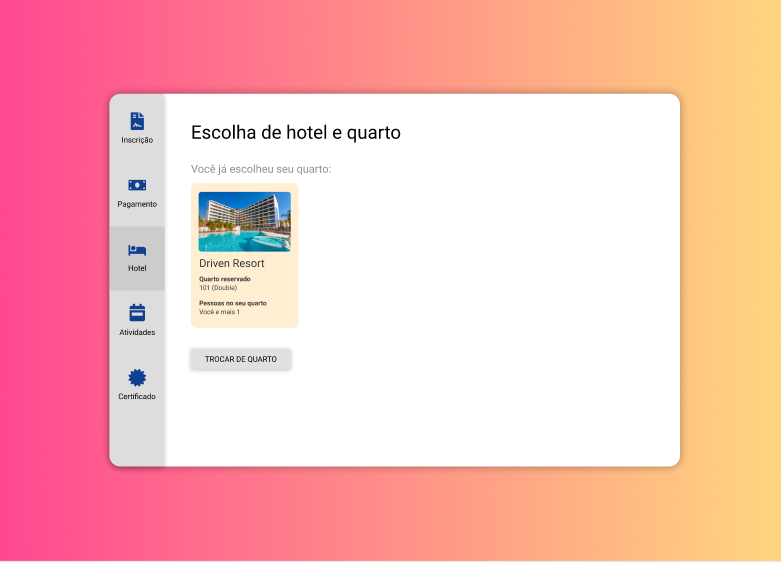 Inscrição
Pagamento
Hotel
Atividades
Certificado
Escolha de hotel e quarto
Você já escolheu seu quarto:
Driven Resort
Quarto reservado
101 (Double)
Pessoas no seu quarto
Você e mais 1
TROCAR DE QUARTO